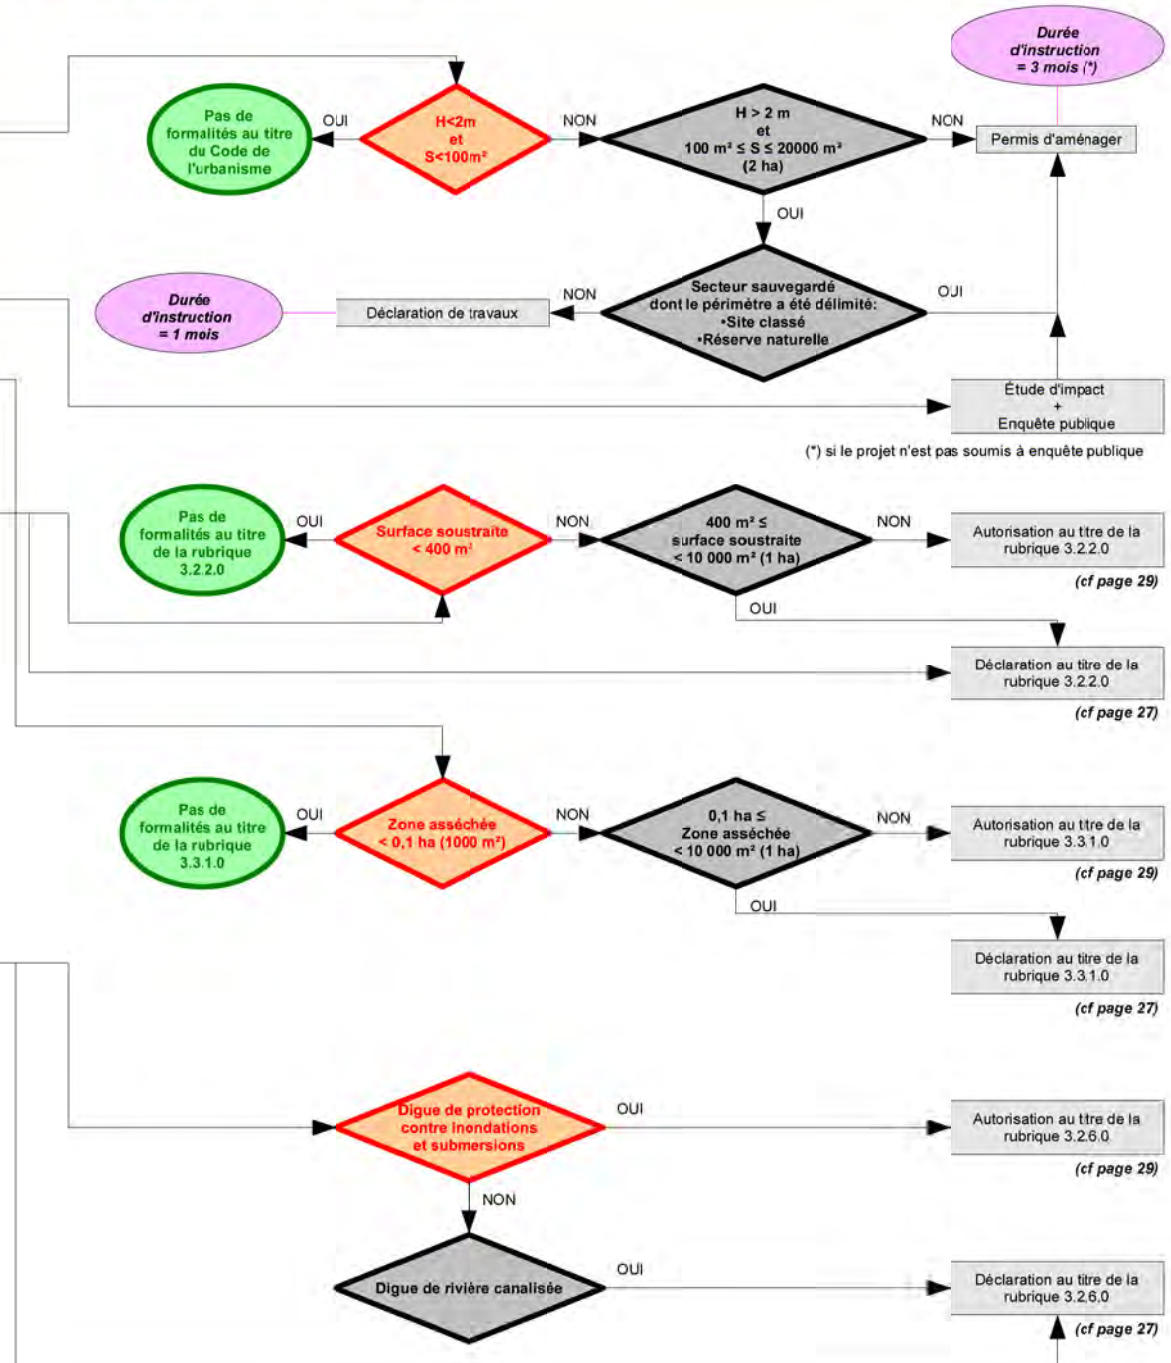 Durée
d'instruction
= 3 mois (*)
Pas de
formalités au titre
du Code de
l'urbanisme
OUI
H<2m
et
S<100m²
NON
H > 2 m
et
100 m² ≤ S ≤ 20000 m²
(2 ha)
NON
Permis d'aménager
OUI
Durée
d'instruction
= 1 mois
Déclaration de travaux
NON
Secteur sauvegardé
dont le périmètre a été délimité:
•Site classé
•Réserve naturelle
OUI
Étude d'impact
+
Enquête publique
(*) si le projet n'est pas soumis à enquête publique
Pas de
formalités au titre
de la rubrique
3.2.2.0
OUI
Surface soustraite
< 400 m²
NON
400 m² ≤
surface soustraite
< 10 000 m² (1 ha)
NON
Autorisation au titre de la
rubrique 3.2.2.0
(cf page 29)
OUI
Déclaration au titre de la
rubrique 3.2.2.0
(cf page 27)
Pas de
formalités au titre
de la rubrique
3.3.1.0
OUI
Zone asséchée
< 0,1 ha (1000 m²)
NON
0,1 ha ≤
Zone asséchée
< 10 000 m² (1 ha)
NON
Autorisation au titre de la
rubrique 3.3.1.0
(cf page 29)
OUI
Déclaration au titre de la
rubrique 3.3.1.0
(cf page 27)
Digue de protection
contre inondations
et submersions
OUI
Autorisation au titre de la
rubrique 3.2.6.0
(cf page 29)
NON
Digue de rivière canalisée
OUI
Déclaration au titre de la
rubrique 3.2.6.0
(cf page 27)